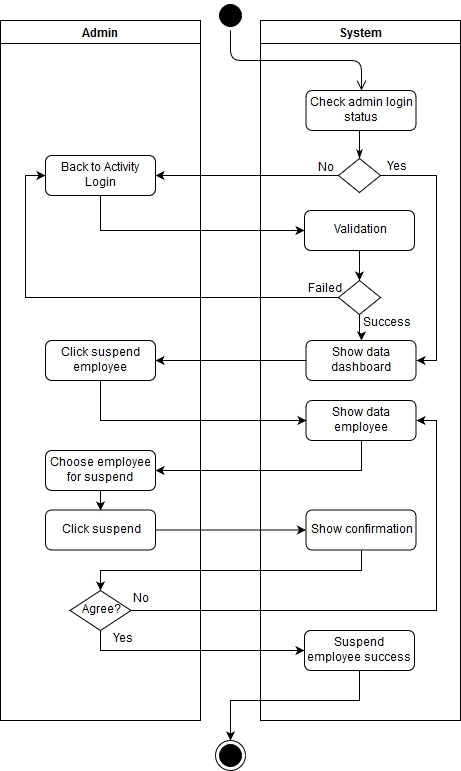 Admin
System
Check admin login
status
No
Yes
Back to Activity
Login
Validation
Failed
Success
Click suspend
employee
Show data
dashboard
Show data
employee
Choose employee
for suspend
Click suspend
Show confirmation
Agree?
No
Yes
Suspend
employee success